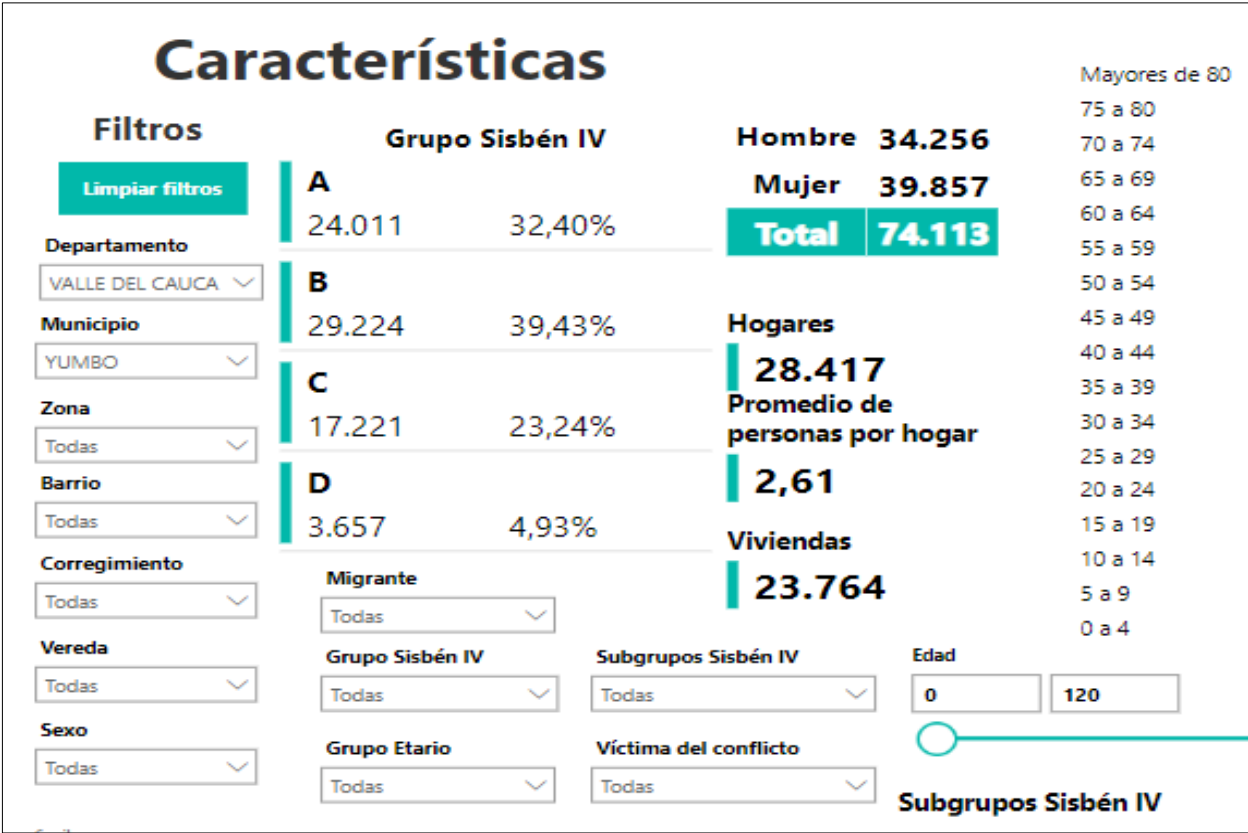 Características
Filtros
Limpiar filtros
Departamento
VALLE DEL CAUCA
Municipio
YUMBO
Zona
Todas
Barrio
Todas
Corregimiento
Todas
Vereda
Todas
Sexo
Todas
Grupo Sisbén IV
A
24.011 32,40%
B
29.224 39,43%
C
17.221 23,24%
D
3.657 4,93%
Migrante
Todas
Grupo Sisbén IV
Todas
Subgrupos Sisbén IV
Todas
Grupo Etario
Todas
Víctima del conflicto
Todas
Hombre 34.256
Mujer 39.857
Total 74.113
Hogares
28.417
Promedio de
personas por hogar
2,61
Viviendas
23.764
Mayores de 80
75 a 80
70 a 74
65 a 69
60 a 64
55 a 59
50 a 54
45 a 49
40 a 44
35 a 39
30 a 34
25 a 29
20 a 24
15 a 19
10 a 14
5 a 9
0 a 4
Edad
0 120
Subgrupos Sisbén IV